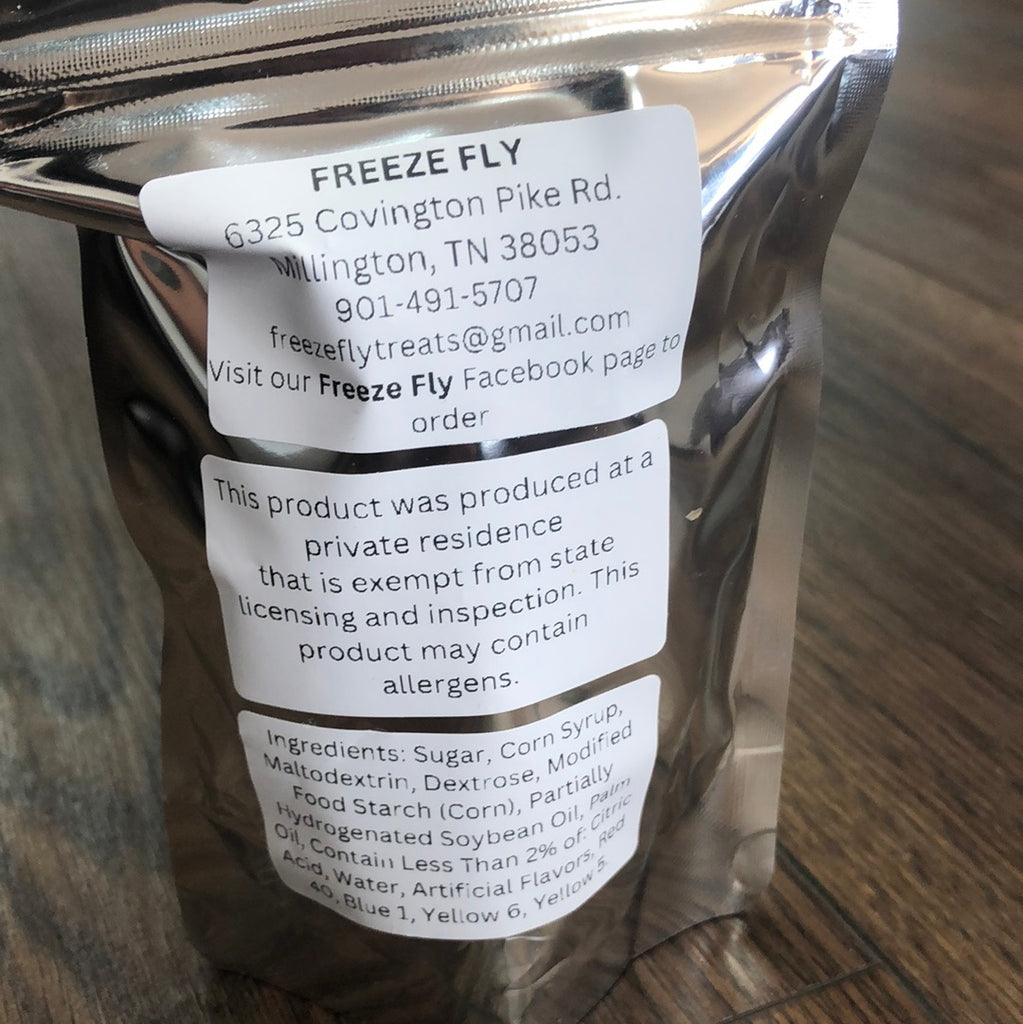 FREEZE FLY
6325 Covington Pike Rd.
Millington, TN 38053
901-491-5707
freezeflytreats@gmail.com
Visit our Freeze Fly Facebook page to
order
This product was produced at a
private residence
that is exempt from state
licensing and inspection. This
product may contain
allergens.
Ingredients: Sugar, Corn Syrup,
Maltodextrin, Dextrose, Modified
Food Starch (Corn), Partially
Hydrogenated Soybean Oil, Palm
Oil, Contain Less Than 2% of: Citric
Acid, Water, Artificial Flavors, Red
40, Blue 1, Yellow 6, Yellow 5.